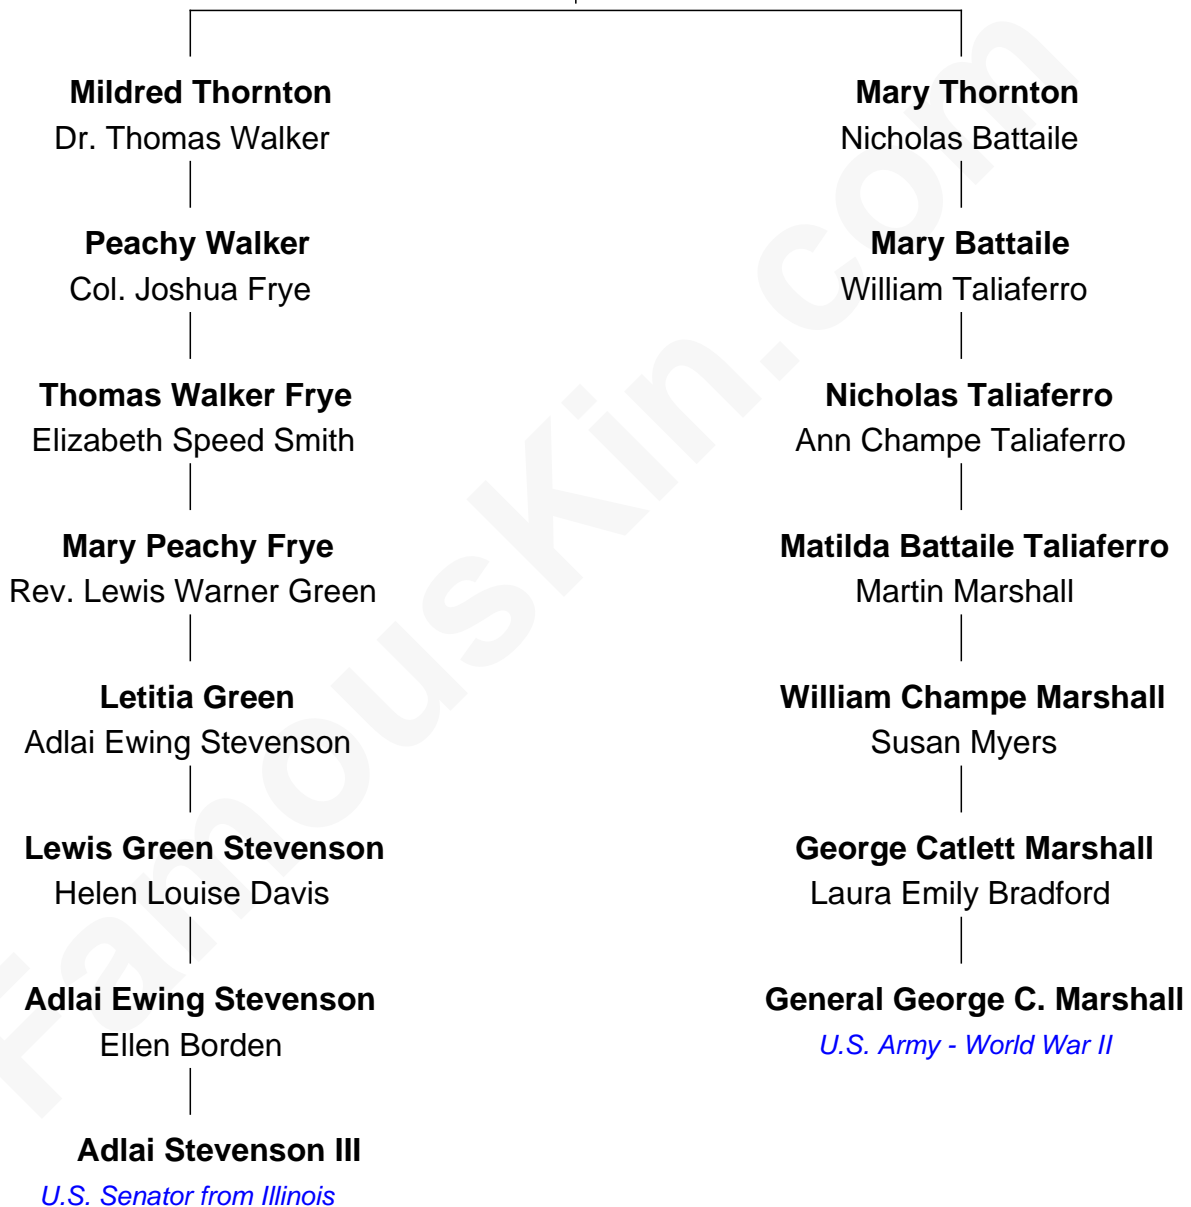 Mildred Thornton
Dr. Thomas Walker
Mary Thornton
Nicholas Battaile
Peachy Walker
Col. Joshua Frye
Mary Battaile
William Taliaferro
Thomas Walker Frye
Elizabeth Speed Smith
Nicholas Taliaferro
Ann Champe Taliaferro
Mary Peachy Frye
Rev. Lewis Warner Green
Matilda Battaile Taliaferro
Martin Marshall
Letitia Green
Adlai Ewing Stevenson
William Champe Marshall
Susan Myers
Lewis Green Stevenson
Helen Louise Davis
George Catlett Marshall
Laura Emily Bradford
Adlai Ewing Stevenson
Ellen Borden
General George C. Marshall
U.S. Army - World War II
Adlai Stevenson III
U.S. Senator from Illinois
FamousKin.com